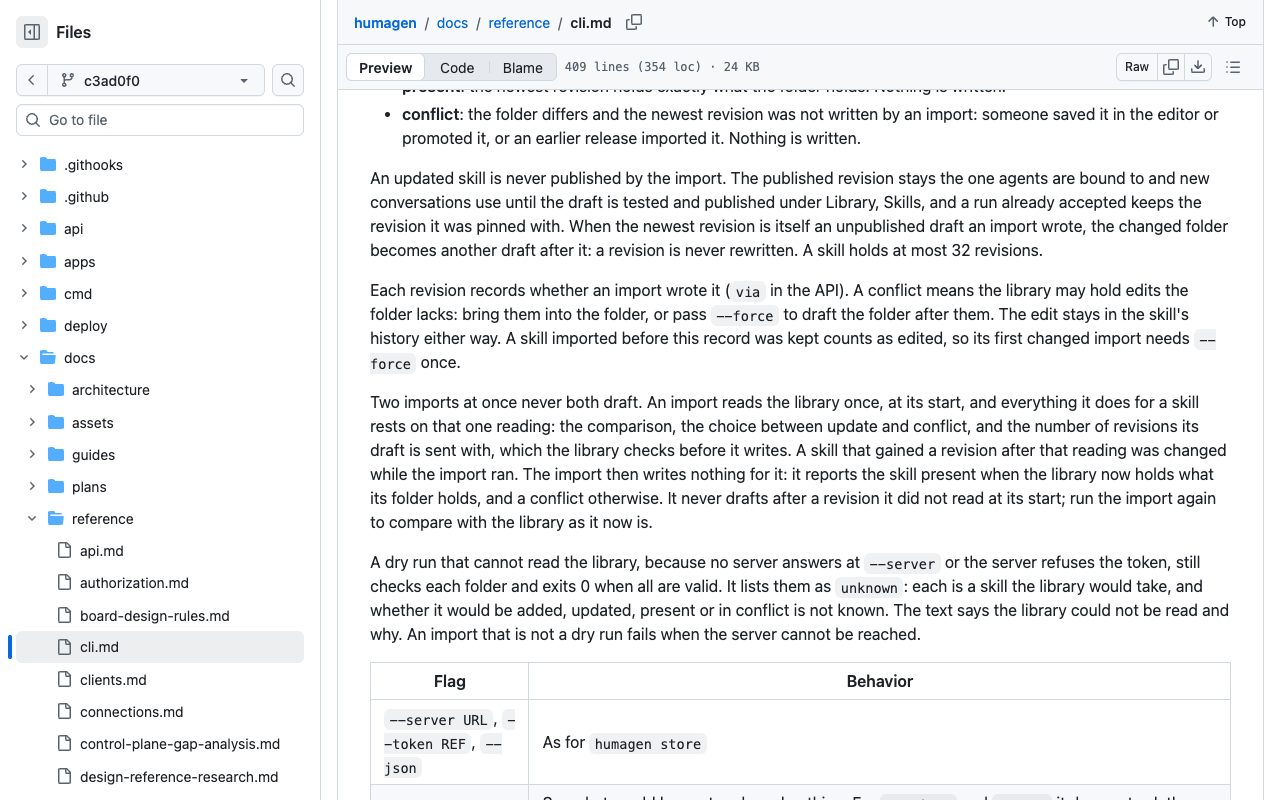 Files
c3ad0f0
Go to file
.githooks
.github
api
apps
cmd
deploy
docs
architecture
assets
guides
plans
reference
api.md
authorization.md
board-design-rules.md
cli.md
clients.md
connections.md
control-plane-gap-analysis.md
design-reference-research.md
humagen / docs / reference / cli.md
Top
Preview Code Blame 409 lines (354 loc) · 24 KB
Raw
• conflict: the folder differs and the newest revision was not written by an import: someone saved it in the editor or
promoted it, or an earlier release imported it. Nothing is written.
An updated skill is never published by the import. The published revision stays the one agents are bound to and new
conversations use until the draft is tested and published under Library, Skills, and a run already accepted keeps the
revision it was pinned with. When the newest revision is itself an unpublished draft an import wrote, the changed folder
becomes another draft after it: a revision is never rewritten. A skill holds at most 32 revisions.
Each revision records whether an import wrote it ( via in the API). A conflict means the library may hold edits the
folder lacks: bring them into the folder, or pass --force to draft the folder after them. The edit stays in the skill's
history either way. A skill imported before this record was kept counts as edited, so its first changed import needs --
force once.
Two imports at once never both draft. An import reads the library once, at its start, and everything it does for a skill
rests on that one reading: the comparison, the choice between update and conflict, and the number of revisions its
draft is sent with, which the library checks before it writes. A skill that gained a revision after that reading was changed
while the import ran. The import then writes nothing for it: it reports the skill present when the library now holds what
its folder holds, and a conflict otherwise. It never drafts after a revision it did not read at its start; run the import again
to compare with the library as it now is.
A dry run that cannot read the library, because no server answers at --server or the server refuses the token, still
checks each folder and exits 0 when all are valid. It lists them as unknown : each is a skill the library would take, and
whether it would be added, updated, present or in conflict is not known. The text says the library could not be read and
why. An import that is not a dry run fails when the server cannot be reached.
Flag
Behavior
--server URL , -
-token REF , --
json
As for humagen store